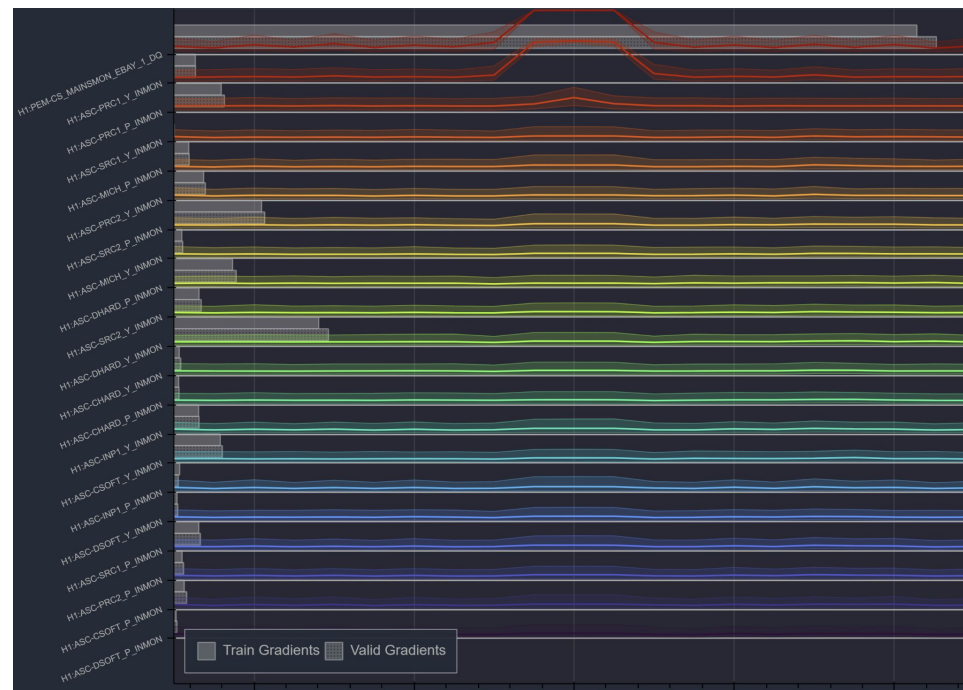 H1:PEM-CS_MAINSMON_EBAY_1_DQ
H1:ASC-PRC1_Y_INMON
H1:ASC-PRC1_P_INMON
H1:ASC-SRC1_Y_INMON
H1:ASC-MICH_P_INMON
H1:ASC-PRC2_Y_INMON
H1:ASC-SRC2_P_INMON
H1:ASC-MICH_Y_INMON
H1:ASC-DHARD_P_INMON
H1:ASC-SRC2_Y_INMON
H1:ASC-DHARD_Y_INMON
H1:ASC-CHARD_Y_INMON
H1:ASC-CHARD_P_INMON
H1:ASC-INP1_Y_INMON
H1:ASC-CSOFT_Y_INMON
H1:ASC-INP1_P_INMON
H1:ASC-DSOFT_Y_INMON
H1:ASC-SRC1_P_INMON
H1:ASC-PRC2_P_INMON
H1:ASC-CSOFT_P_INMON
H1:ASC-DSOFT_P_INMON
Train Gradients Valid Gradients